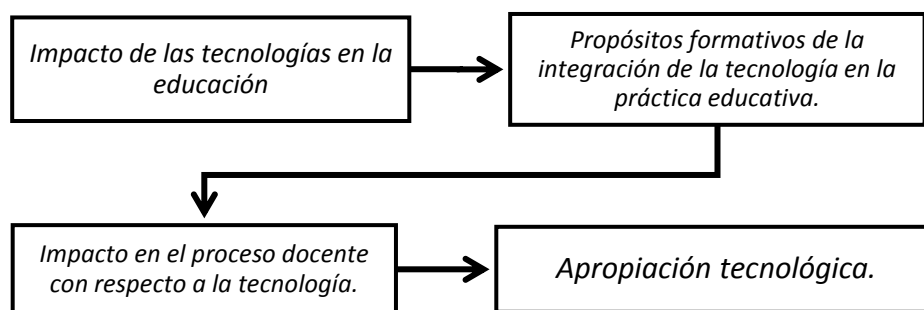 Impacto de las tecnologías en la
educación
Propósitos formativos de la
integración de la tecnología en la
práctica educativa.
Impacto en el proceso docente
con respecto a la tecnología.
Apropiación tecnológica.